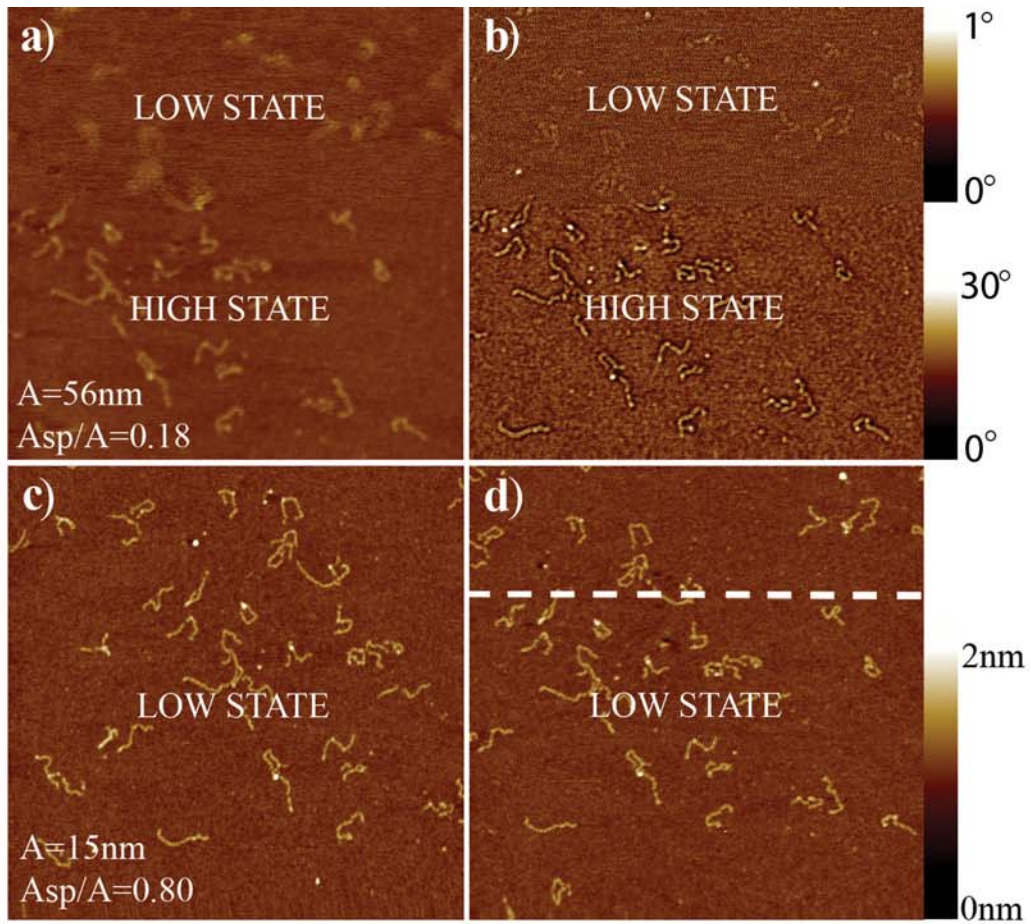 a)
LOW STATE
HIGH STATE
A=56nm
Asp/A=0.18
b)
LOW STATE
HIGH STATE
1°
0°
30°
0°
c)
LOW STATE
A=15nm
Asp/A=0.80
d)
LOW STATE
2nm
0nm